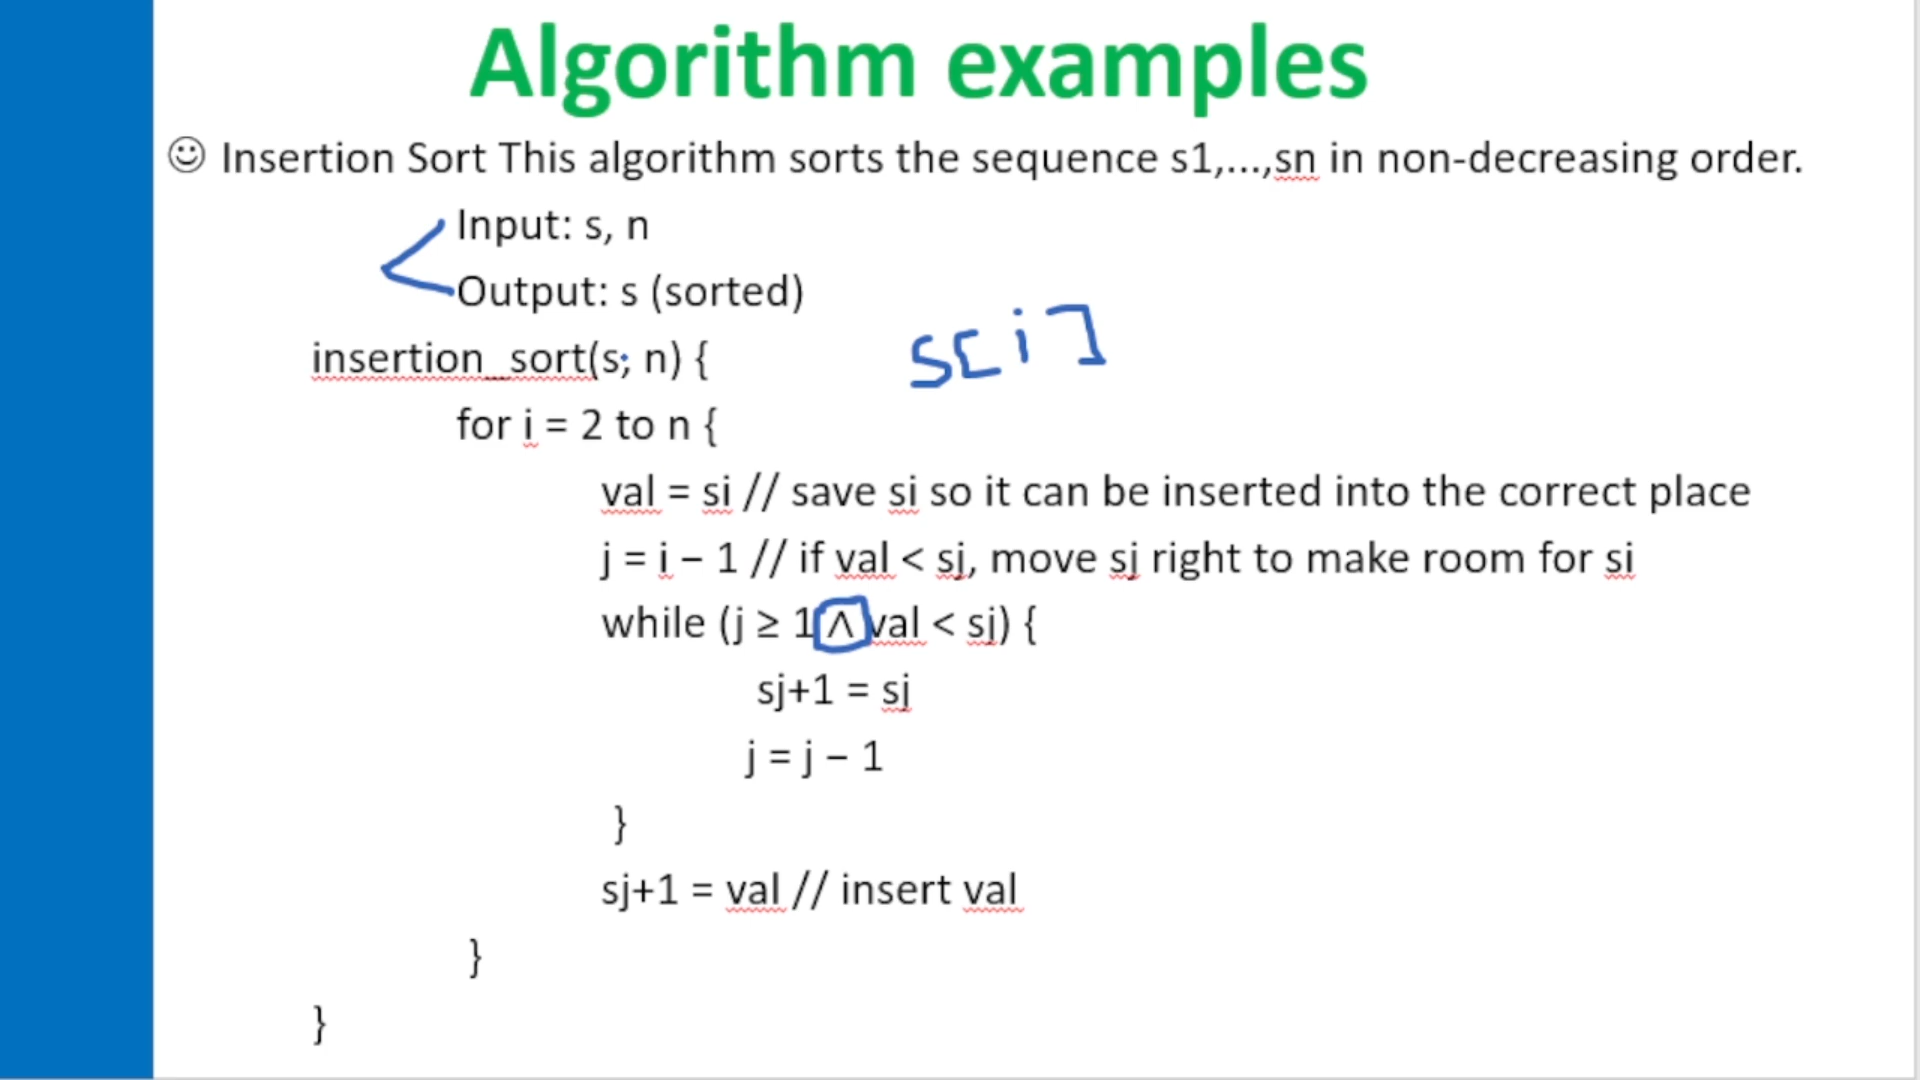 Algorithm examples
☺ Insertion Sort This algorithm sorts the sequence s1,...,sn in non-decreasing order.
Input: s, n
Output: s (sorted)
s[i]
insertion_sort(s, n) {
for i = 2 to n {
val = si // save si so it can be inserted into the correct place
j = i – 1 // if val < sj, move sj right to make room for si
while (j ≥ 1 ∧ val < sj) {
sj+1 = sj
j = j – 1
}
sj+1 = val // insert val
}
}